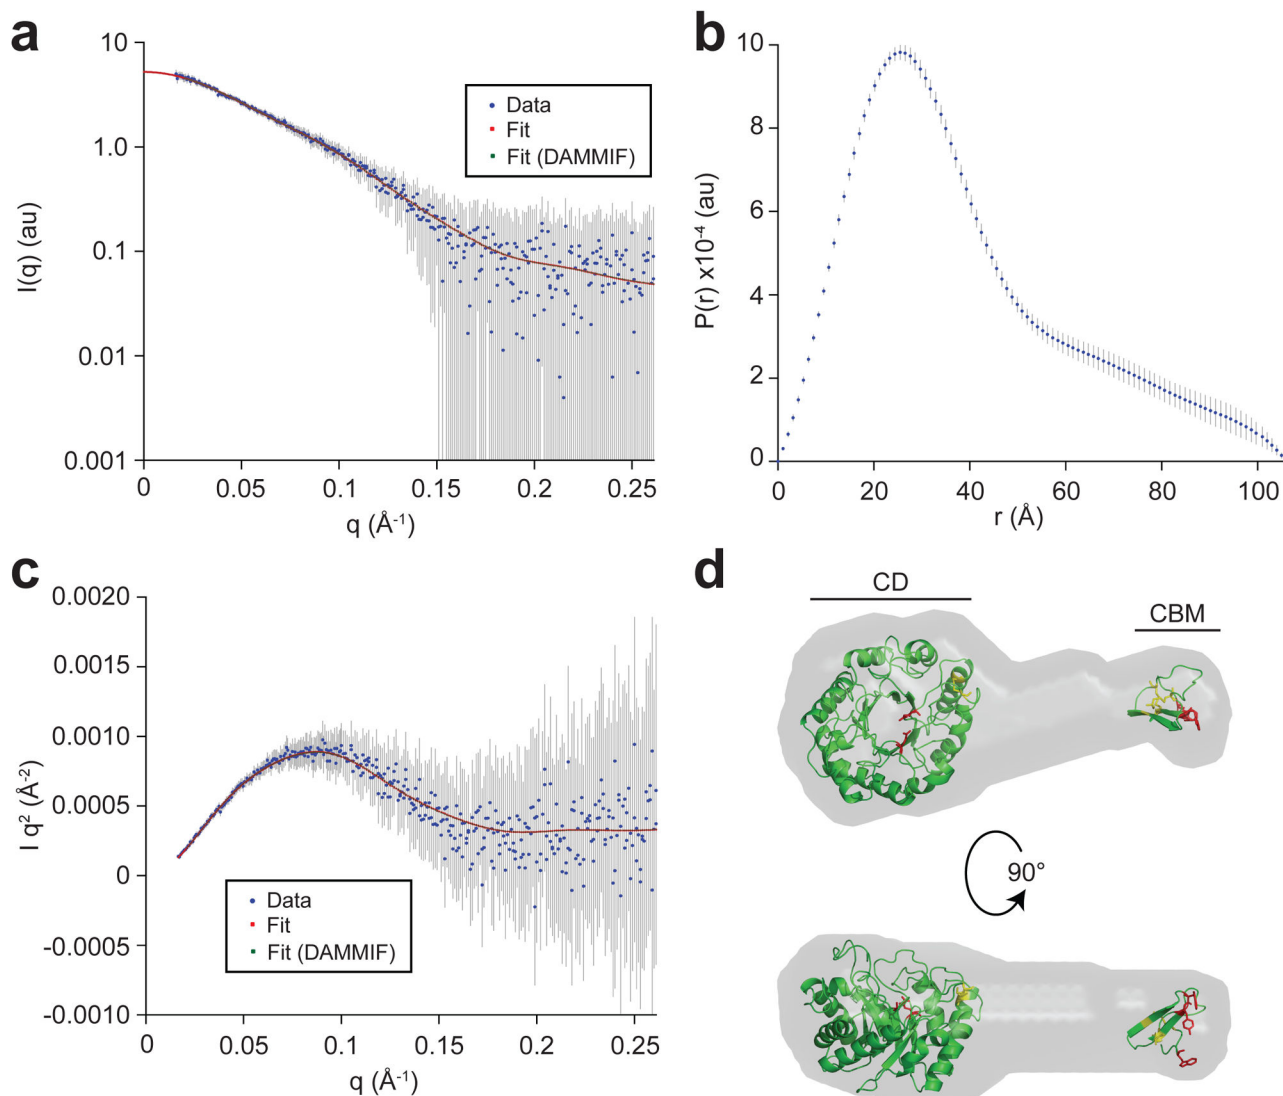 a
10
1.0
0.1
0.01
0.001
I(q) (au)
0
0.05
0.1
0.15
0.2
0.25
q (Å-1)
Data
Fit
Fit (DAMMIF)
b
10
8
6
4
2
0
P(r) x10-4 (au)
0
20
40
60
80
100
r (Å)
c
0.0020
0.0015
0.0010
0.0005
0
-0.0005
-0.0010
I q2 (Å-2)
Data
Fit
Fit (DAMMIF)
0
0.05
0.1
0.15
0.2
0.25
q (Å-1)
d
CD
CBM
90°